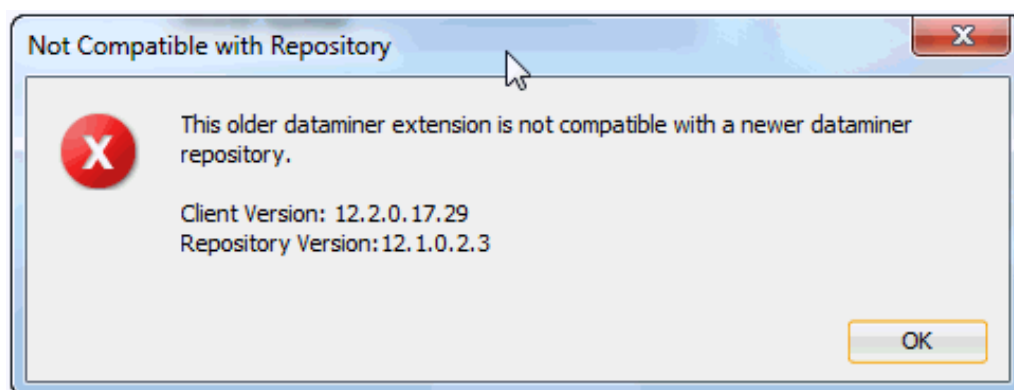 Not Compatible with Repository
This older dataminer extension is not compatible with a newer dataminer
repository.
Client Version: 12.2.0.17.29
Repository Version:12.1.0.2.3
OK